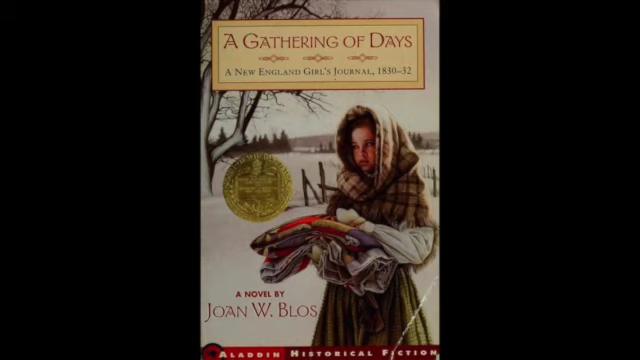 A GATHERING OF DAYS
A NEW ENGLAND GIRL'S JOURNAL, 1830–32
A NOVEL BY
JOAN W. BLOS
ALADDIN HISTORICAL FICTION